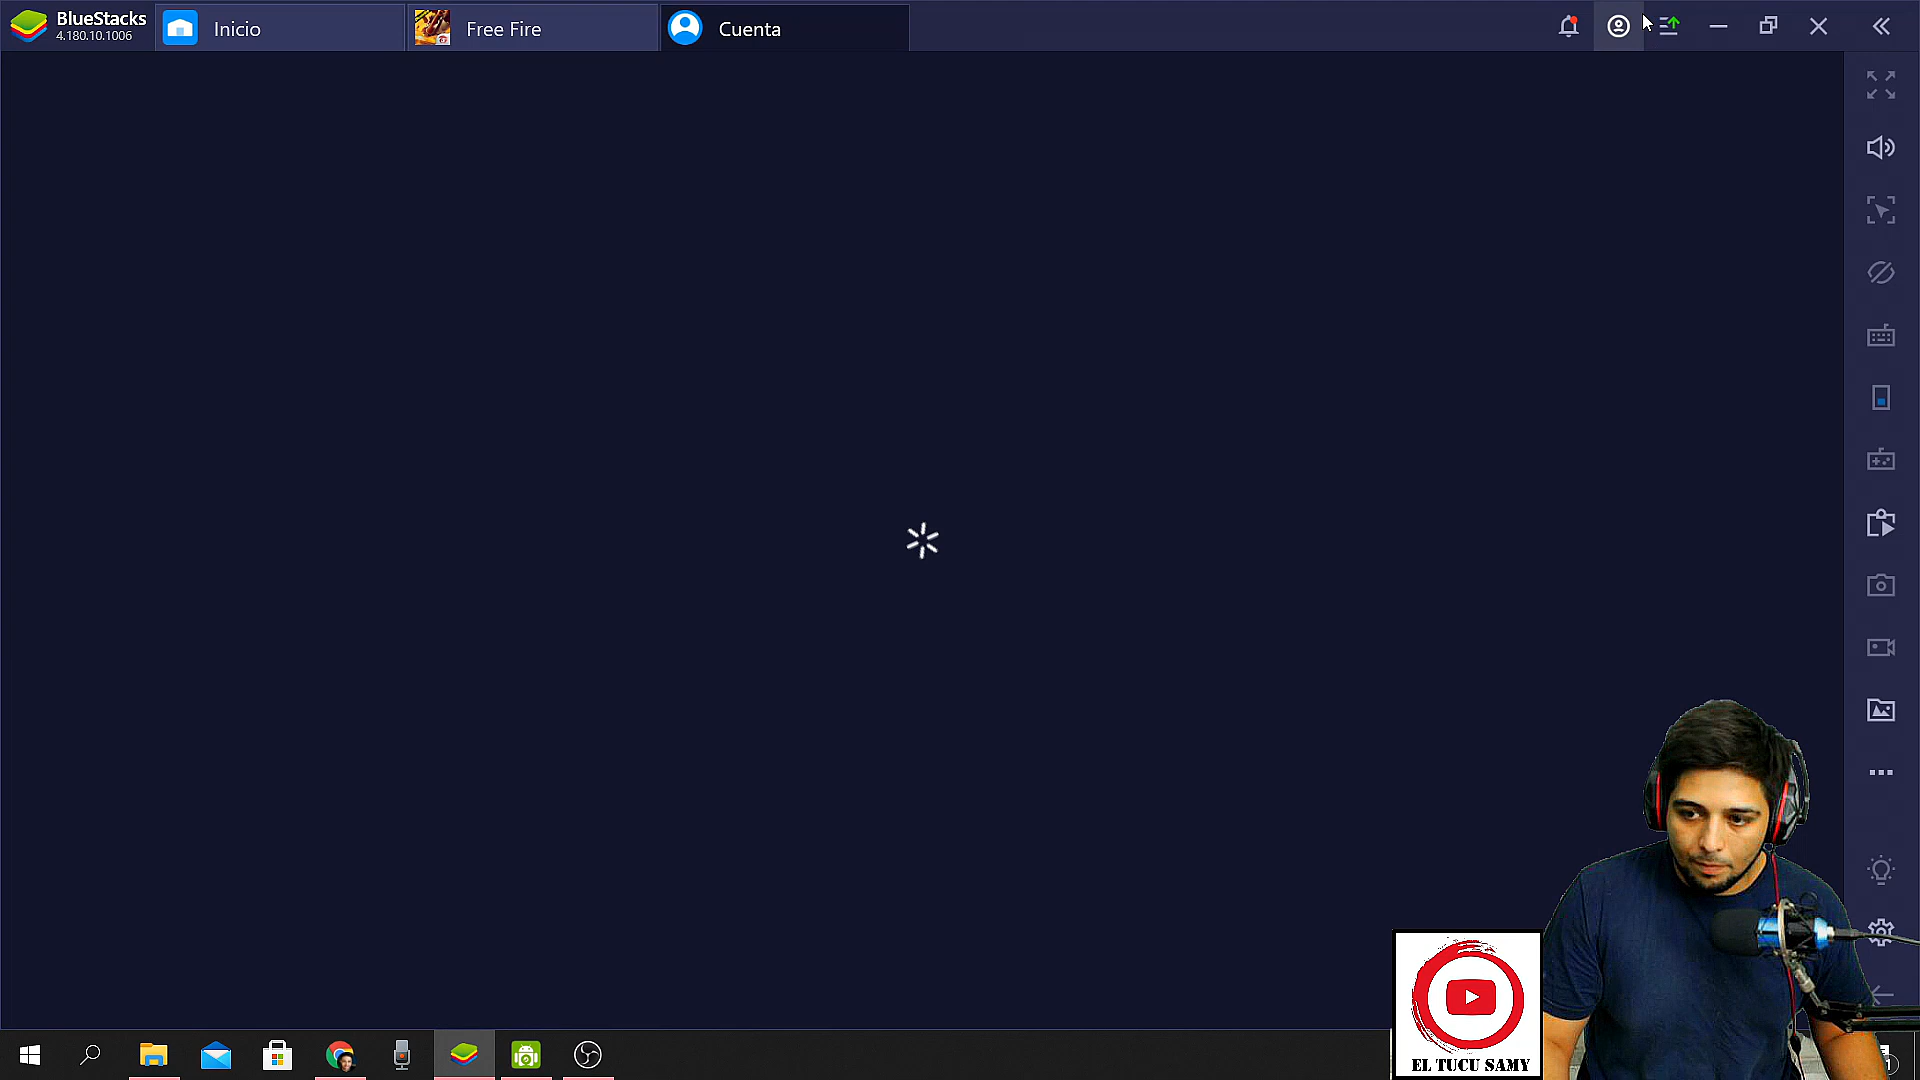 BlueStacks
4.180.10.1006
Inicio
Free Fire
Cuenta
EL TUCU SAMY